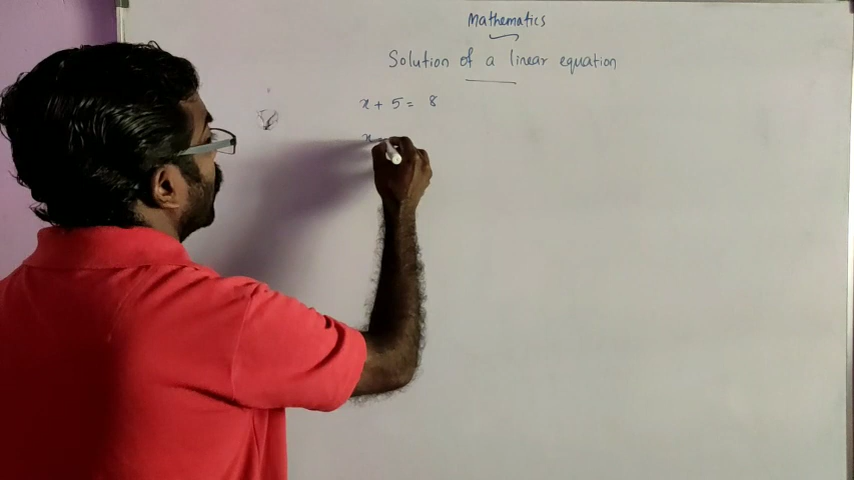 Mathematics
Solution of a linear equation
x + 5 = 8
x =